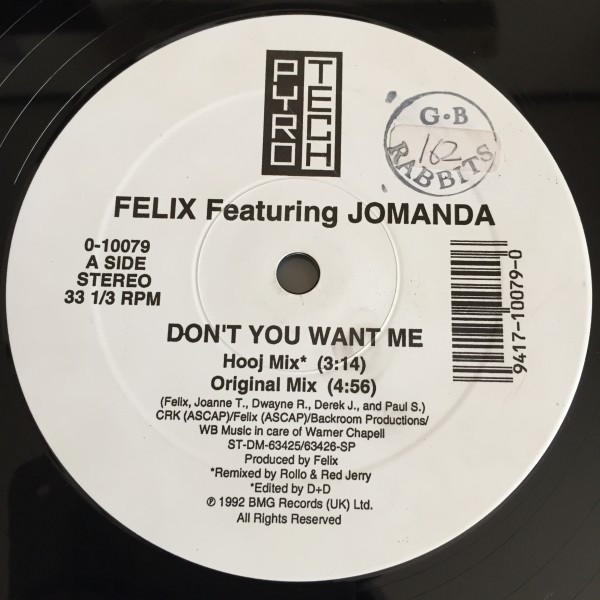 PYRO
TECH
G·B
162
RABBITS
FELIX Featuring JOMANDA
0-10079
A SIDE
STEREO
33 1/3 RPM
9417-10079-0
DON'T YOU WANT ME
Hooj Mix* (3:14)
Original Mix (4:56)
(Felix, Joanne T., Dwayne R., Derek J., and Paul S.)
CRK (ASCAP)/Felix (ASCAP)/Backroom Productions/
WB Music in care of Warner Chapell
ST-DM-63425/63426-SP
Produced by Felix
*Remixed by Rollo & Red Jerry
*Edited by D+D
℗ 1992 BMG Records (UK) Ltd.
All Rights Reserved